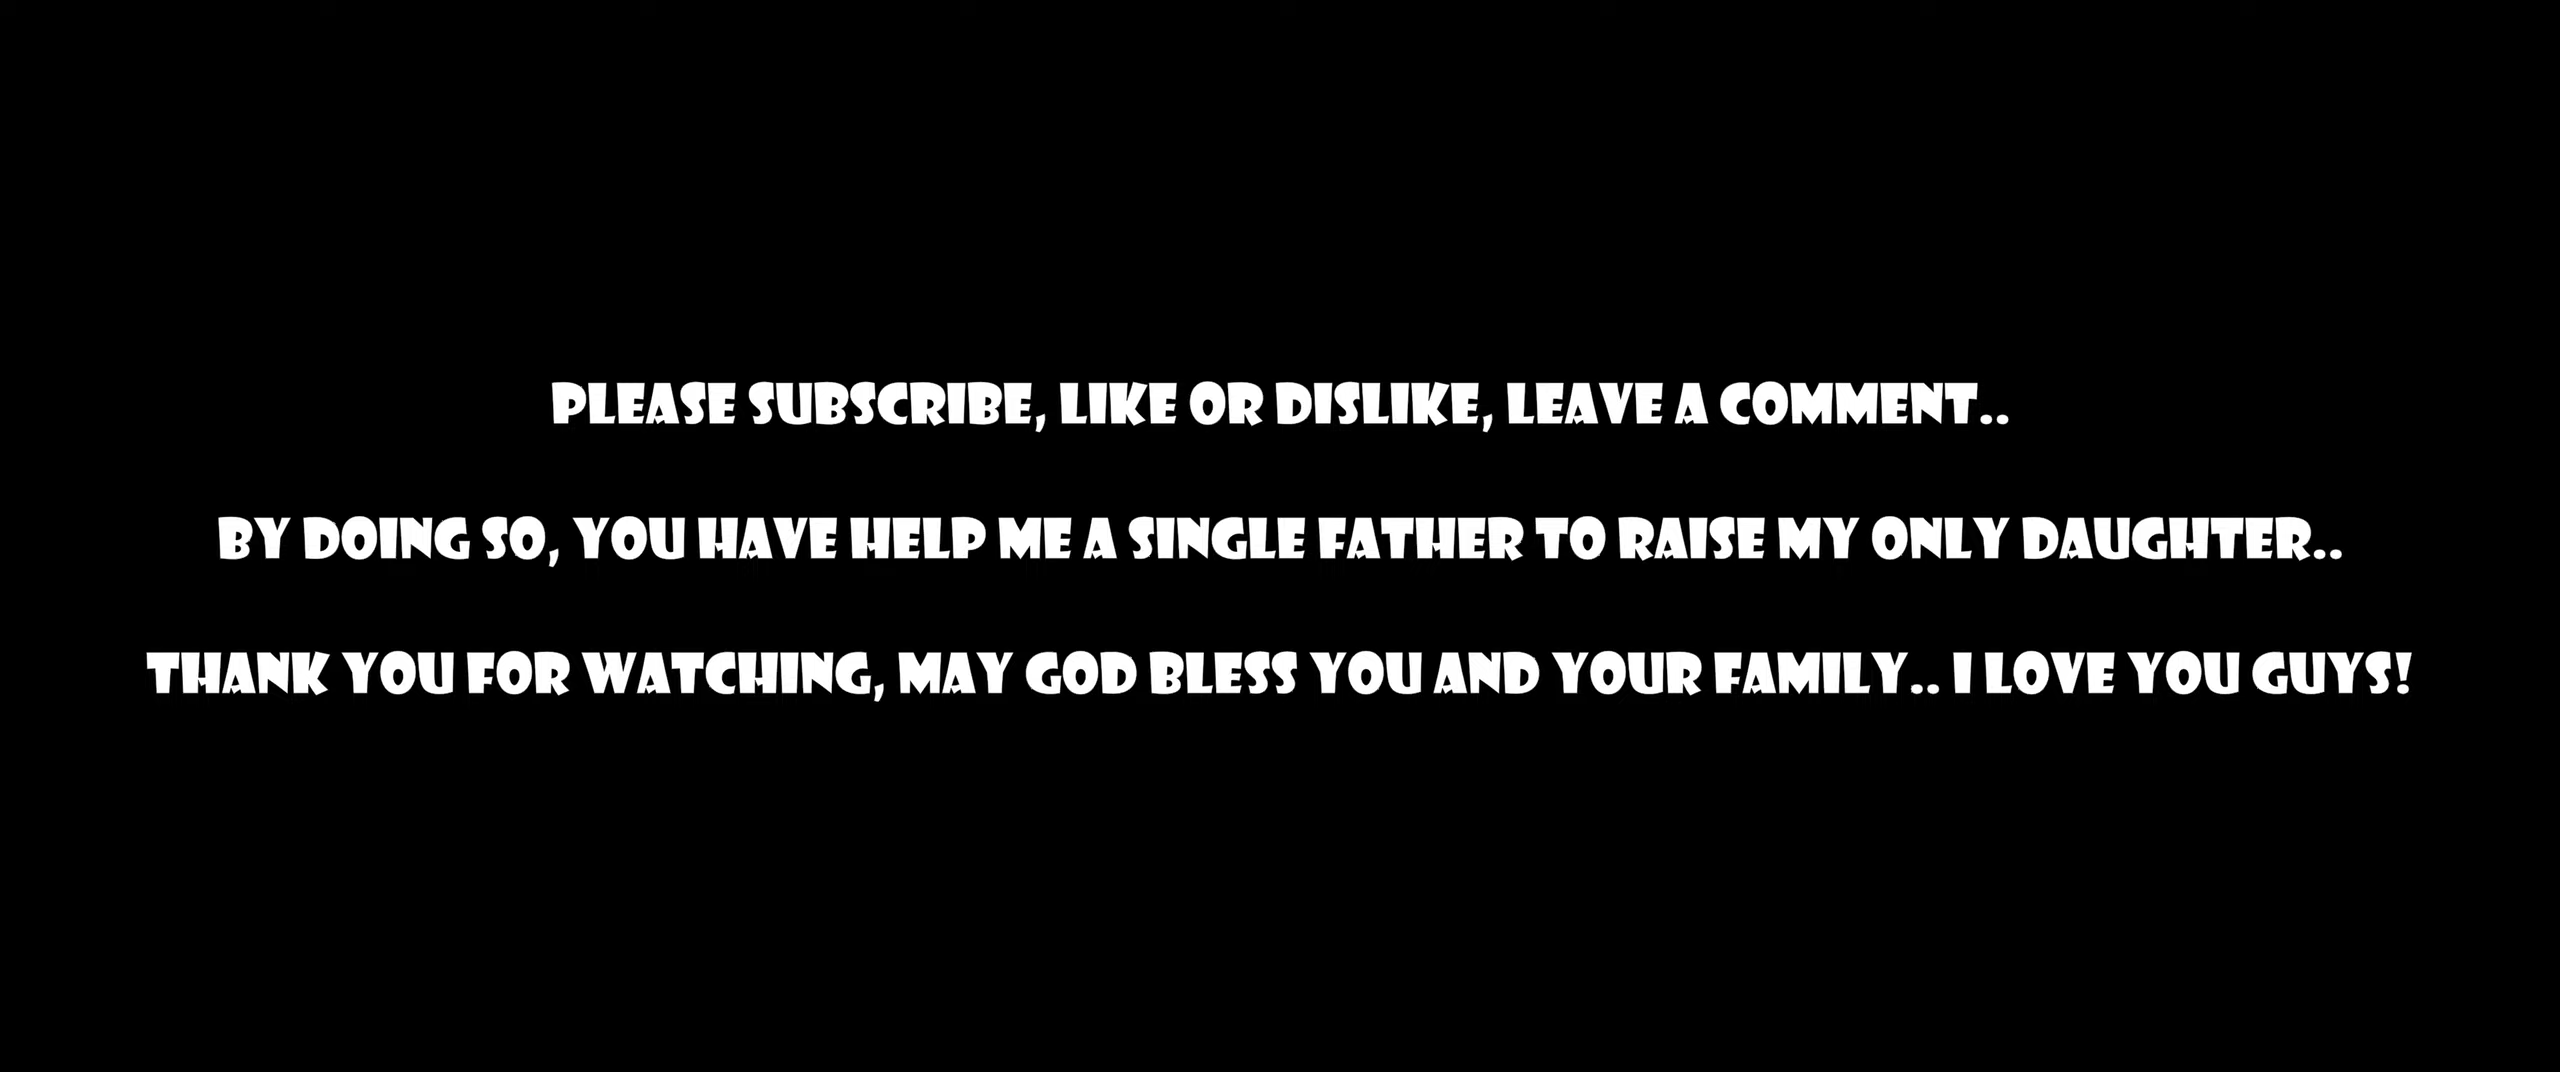 PLEASE SUBSCRIBE, LIKE OR DISLIKE, LEAVE A COMMENT..
BY DOING SO, YOU HAVE HELP ME A SINGLE FATHER TO RAISE MY ONLY DAUGHTER..
THANK YOU FOR WATCHING, MAY GOD BLESS YOU AND YOUR FAMILY.. I LOVE YOU GUYS!